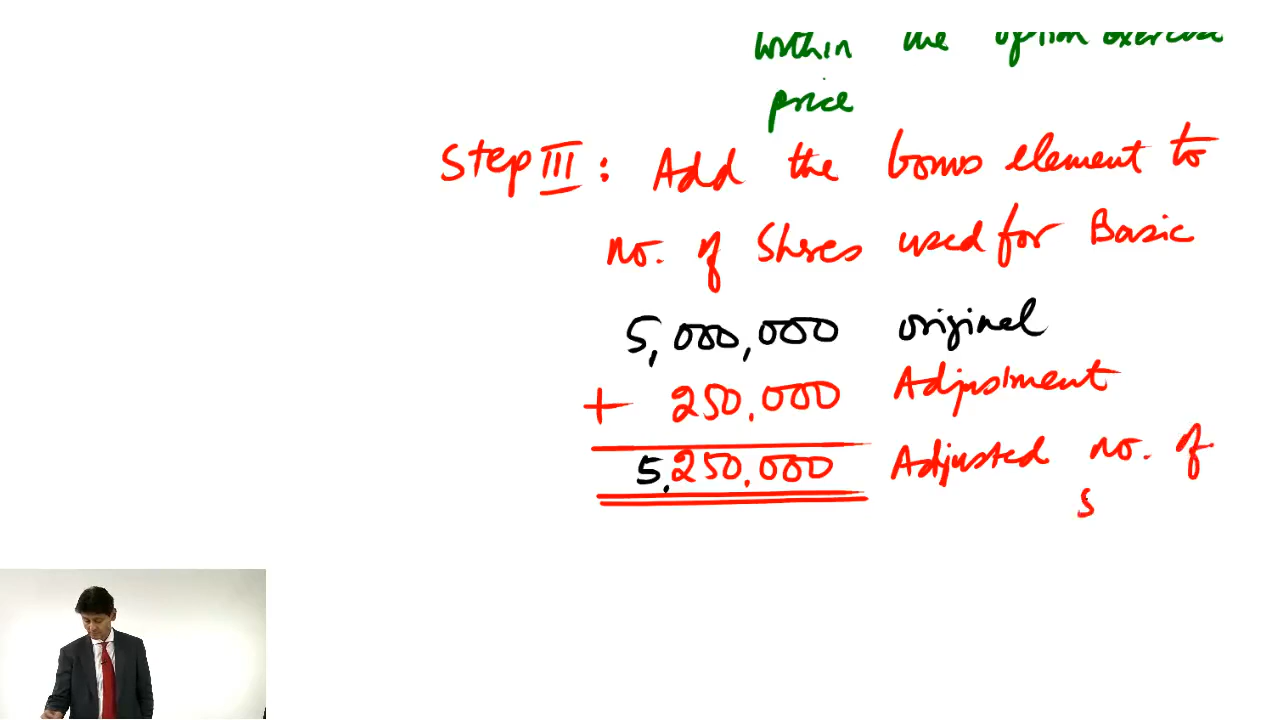 within the option exercise
price
Step III: Add the bonus element to
no. of Shares used for Basic
5,000,000 original
+ 250,000 Adjustment
5,250,000 Adjusted no. of
s